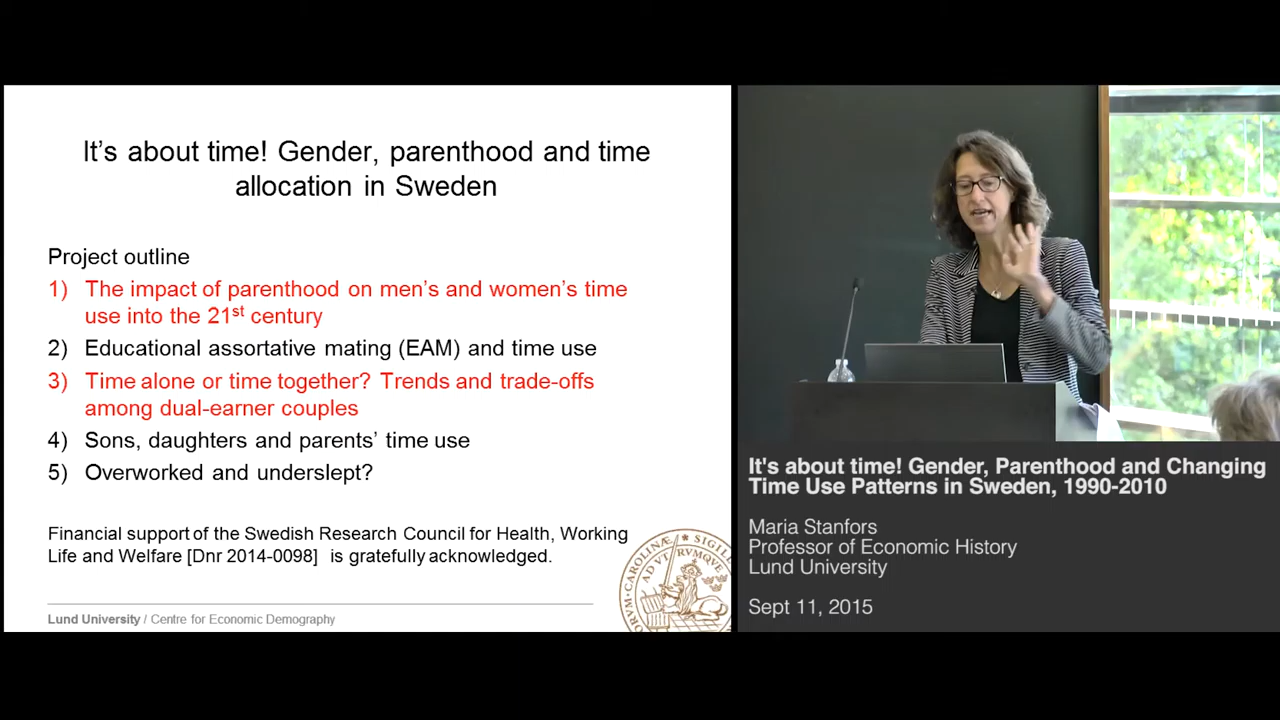 It’s about time! Gender, parenthood and time
allocation in Sweden
Project outline
1) The impact of parenthood on men’s and women’s time
use into the 21st century
2) Educational assortative mating (EAM) and time use
3) Time alone or time together? Trends and trade-offs
among dual-earner couples
4) Sons, daughters and parents’ time use
5) Overworked and underslept?
Financial support of the Swedish Research Council for Health, Working
Life and Welfare [Dnr 2014-0098] is gratefully acknowledged.
Lund University / Centre for Economic Demography
CAROLINÆ SIGILL
AD VTRVMQVE
It's about time! Gender, Parenthood and Changing
Time Use Patterns in Sweden, 1990-2010
Maria Stanfors
Professor of Economic History
Lund University
Sept 11, 2015